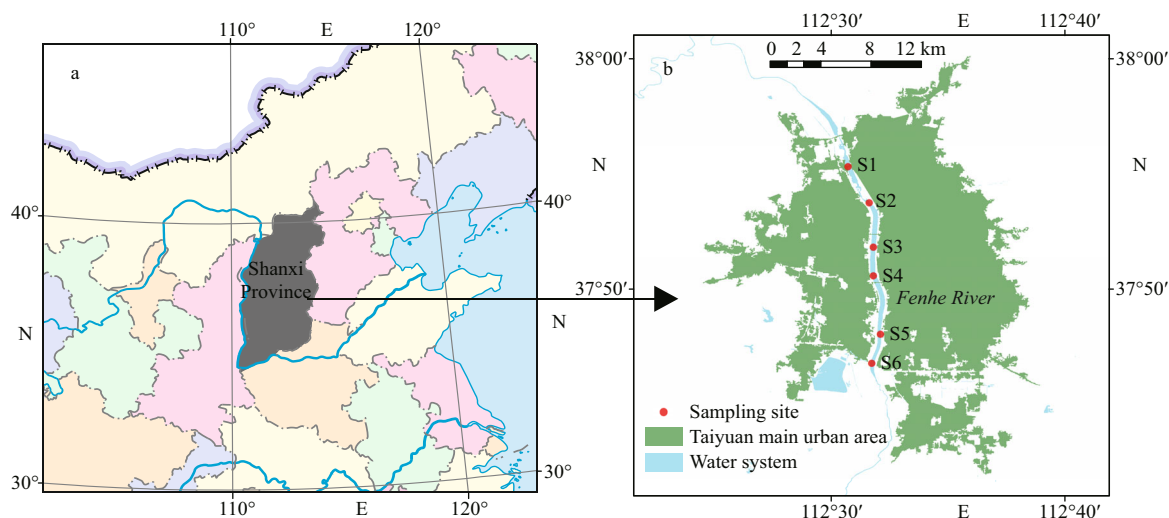 110°
E
120°
a
40°
40°
Shanxi
Province
N
N
30°
30°
110°
E
120°
112°30′
E
112°40′
0 2 4 8 12 km
b
38°00′
38°00′
N
N
S1
S2
S3
S4
37°50′
37°50′
Fenhe River
S5
S6
Sampling site
Taiyuan main urban area
Water system
112°30′
E
112°40′